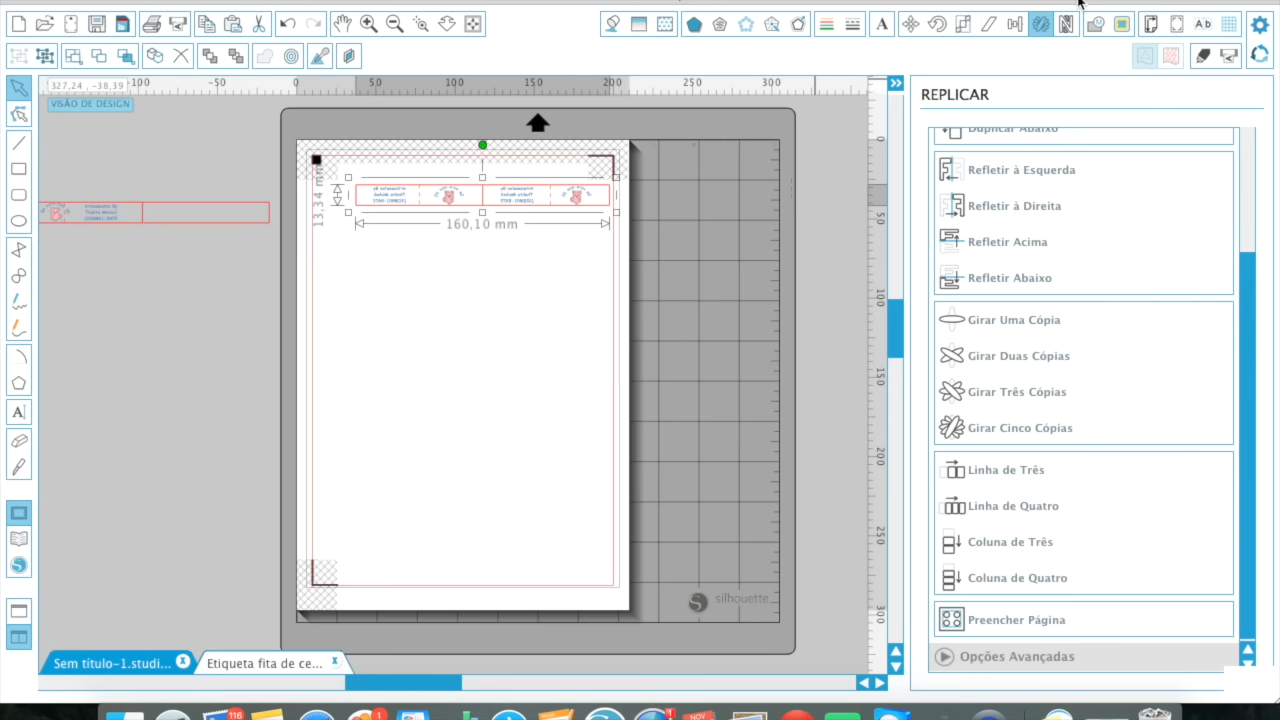 Ab
327,24 , -38,39
-100
-50
0
50
100
150
200
250
300
VISÃO DE DESIGN
REPLICAR
Duplicar Abaixo
Refletir à Esquerda
Refletir à Direita
Refletir Acima
Refletir Abaixo
Girar Uma Cópia
Girar Duas Cópias
Girar Três Cópias
Girar Cinco Cópias
Linha de Três
Linha de Quatro
Coluna de Três
Coluna de Quatro
Preencher Página
Opções Avançadas
13,34 mm
160,10 mm
0
50
100
150
200
250
300
silhouette
Sem título-1.studi...
Etiqueta fita de ce...
116
1
1
NOV